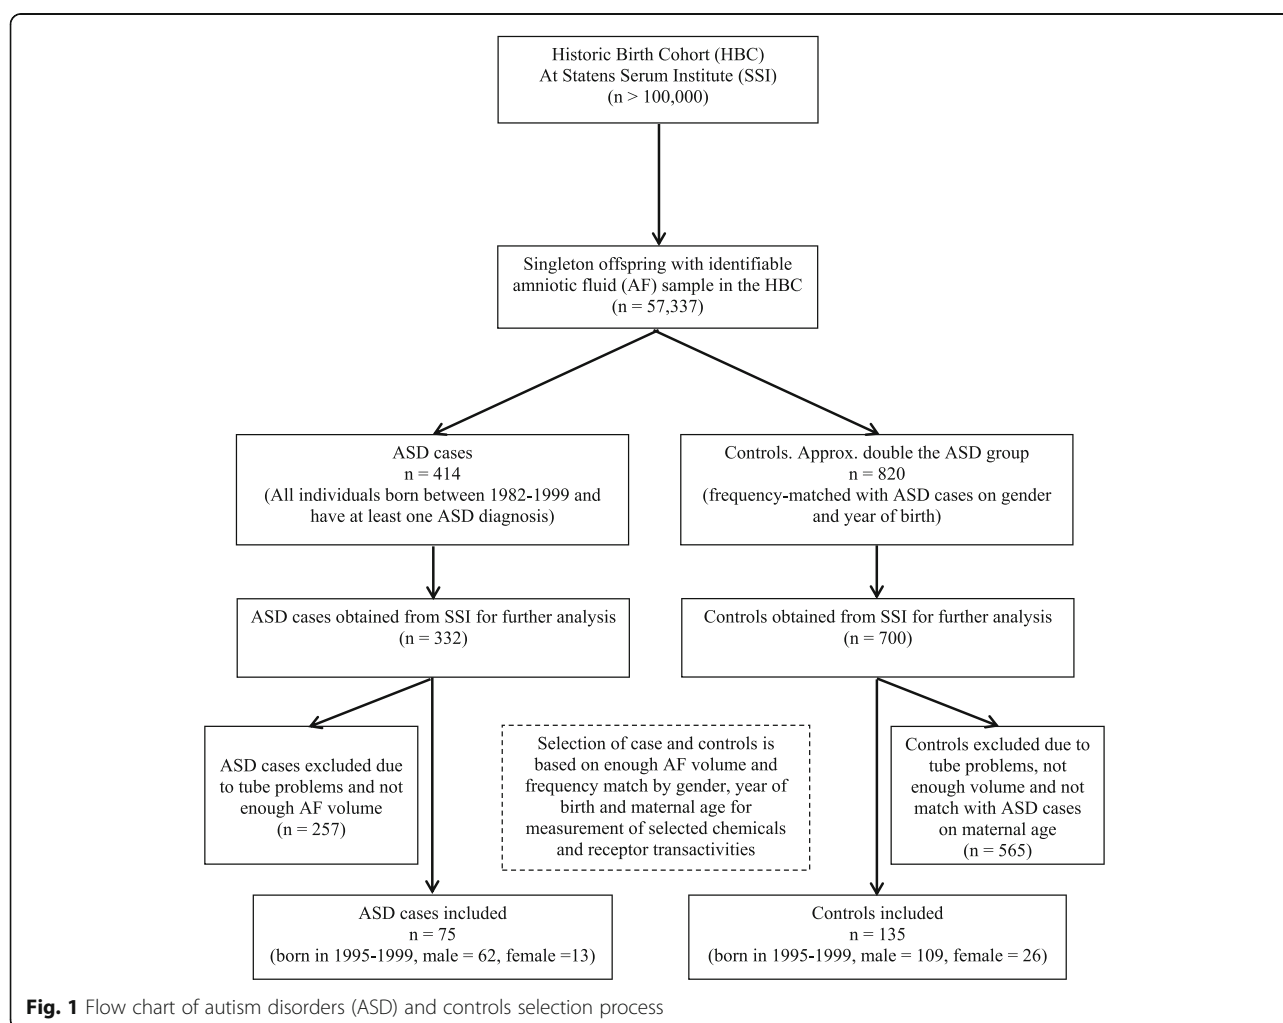 Historic Birth Cohort (HBC)
At Statens Serum Institute (SSI)
(n > 100,000)
Singleton offspring with identifiable
amniotic fluid (AF) sample in the HBC
(n = 57,337)
ASD cases
n = 414
(All individuals born between 1982-1999 and
have at least one ASD diagnosis)
Controls. Approx. double the ASD group
n = 820
(frequency-matched with ASD cases on gender
and year of birth)
ASD cases obtained from SSI for further analysis
(n = 332)
Controls obtained from SSI for further analysis
(n = 700)
ASD cases excluded due
to tube problems and not
enough AF volume
(n = 257)
Selection of case and controls is
based on enough AF volume and
frequency match by gender, year of
birth and maternal age for
measurement of selected chemicals
and receptor transactivities
Controls excluded due to
tube problems, not
enough volume and not
match with ASD cases
on maternal age
(n = 565)
ASD cases included
n = 75
(born in 1995-1999, male = 62, female =13)
Controls included
n = 135
(born in 1995-1999, male = 109, female = 26)
Fig. 1 Flow chart of autism disorders (ASD) and controls selection process